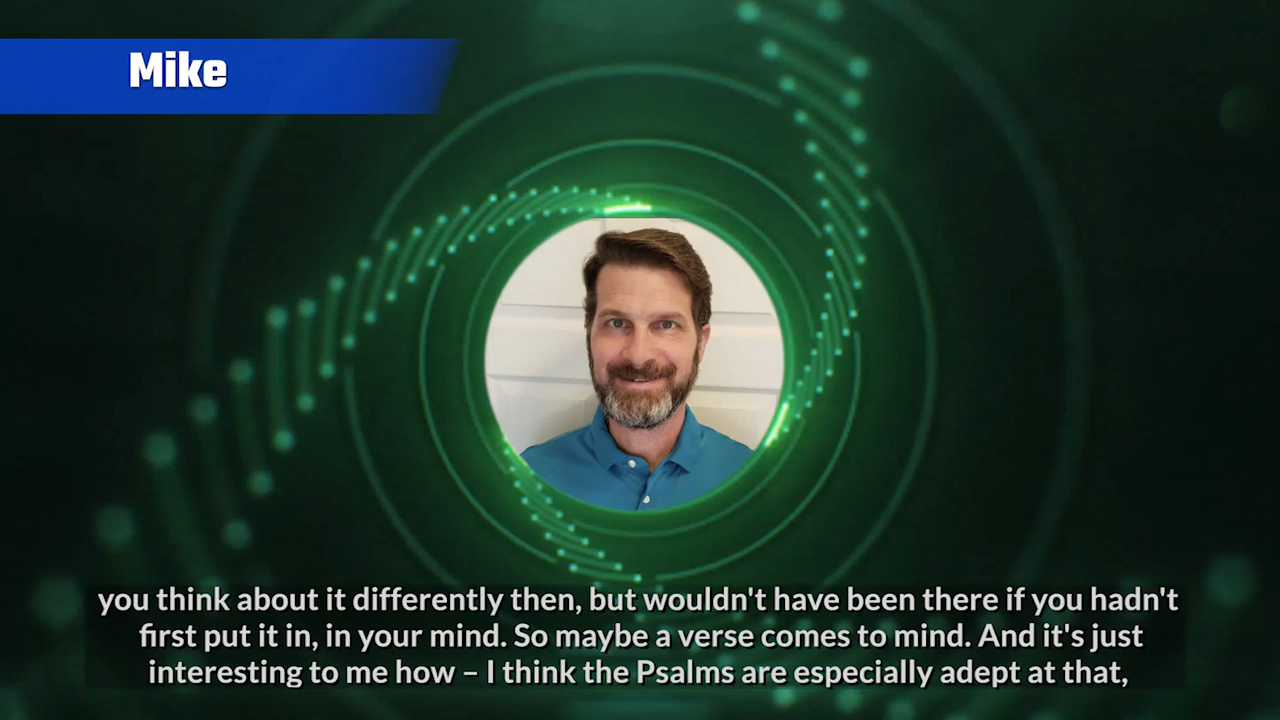 Mike
you think about it differently then, but wouldn't have been there if you hadn't
first put it in, in your mind. So maybe a verse comes to mind. And it's just
interesting to me how – I think the Psalms are especially adept at that,